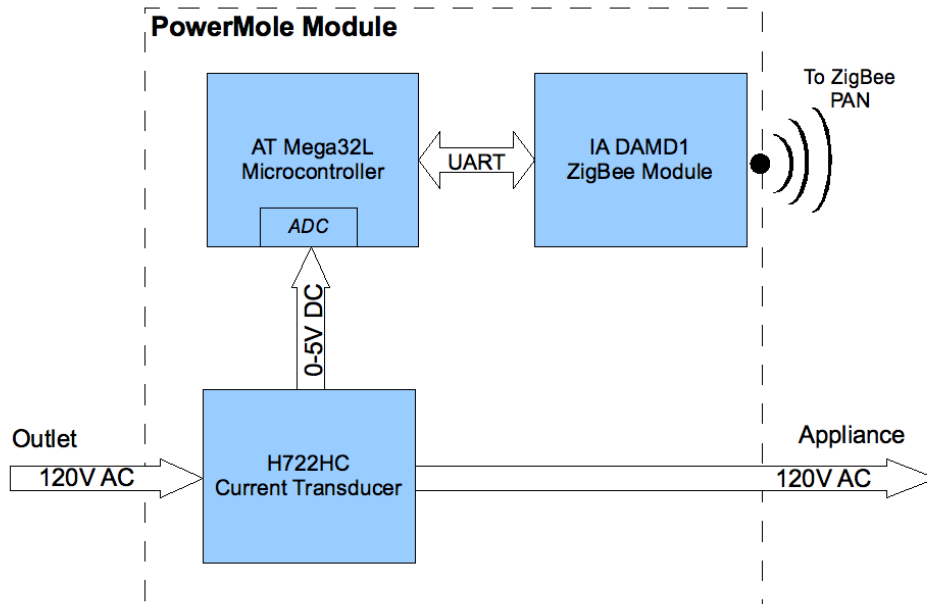 PowerMole Module
To ZigBee
PAN
AT Mega32L
Microcontroller
ADC
UART
IA DAMD1
ZigBee Module
0-5V DC
Outlet
120V AC
H722HC
Current Transducer
Appliance
120V AC